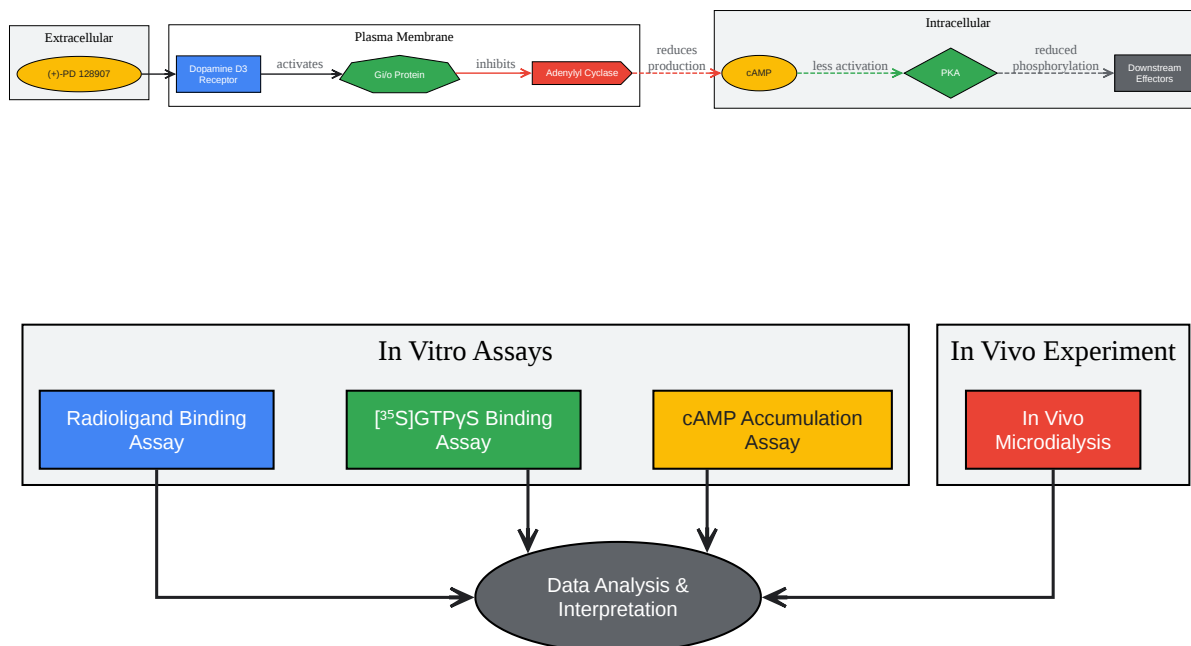 Extracellular
Plasma Membrane
Intracellular
(+)-PD 128907
Dopamine D3
Receptor
activates
Gi/o Protein
inhibits
Adenylyl Cyclase
reduces
production
cAMP
less activation
PKA
reduced
phosphorylation
Downstream
Effectors
In Vitro Assays
In Vivo Experiment
Radioligand Binding
Assay
[³⁵S]GTPγS Binding
Assay
cAMP Accumulation
Assay
In Vivo
Microdialysis
Data Analysis &
Interpretation